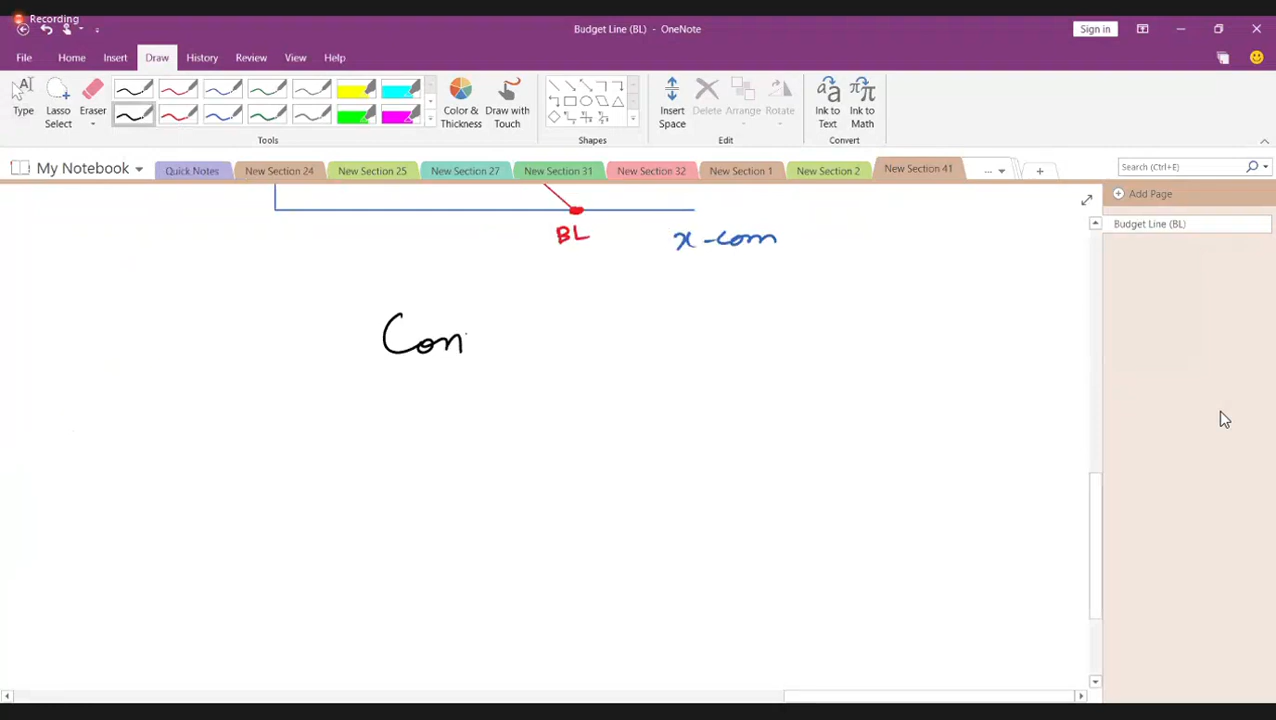 Recording
Budget Line (BL) - OneNote
Sign in
File Home Insert Draw History Review View Help
Type Lasso Select Eraser Color & Thickness Draw with Touch Insert Space Delete Arrange Rotate Ink to Text Ink to Math
Tools Shapes Edit Convert
My Notebook Quick Notes New Section 24 New Section 25 New Section 27 New Section 31 New Section 32 New Section 1 New Section 2 New Section 41 ... Search (Ctrl+E)
Add Page
Budget Line (BL)
BL
x-com
Con